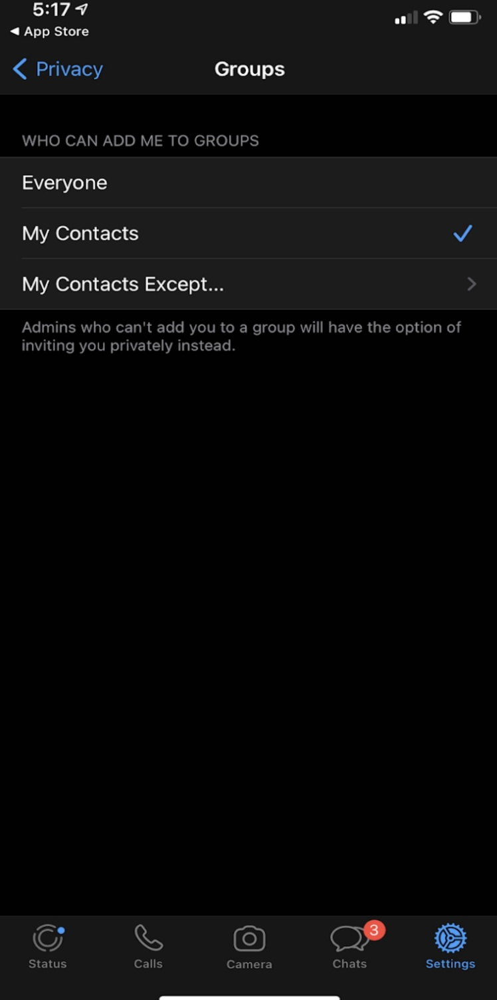 5:17
◀ App Store
Privacy
Groups
WHO CAN ADD ME TO GROUPS
Everyone
My Contacts
My Contacts Except...
Admins who can't add you to a group will have the option of
inviting you privately instead.
3
Status
Calls
Camera
Chats
Settings